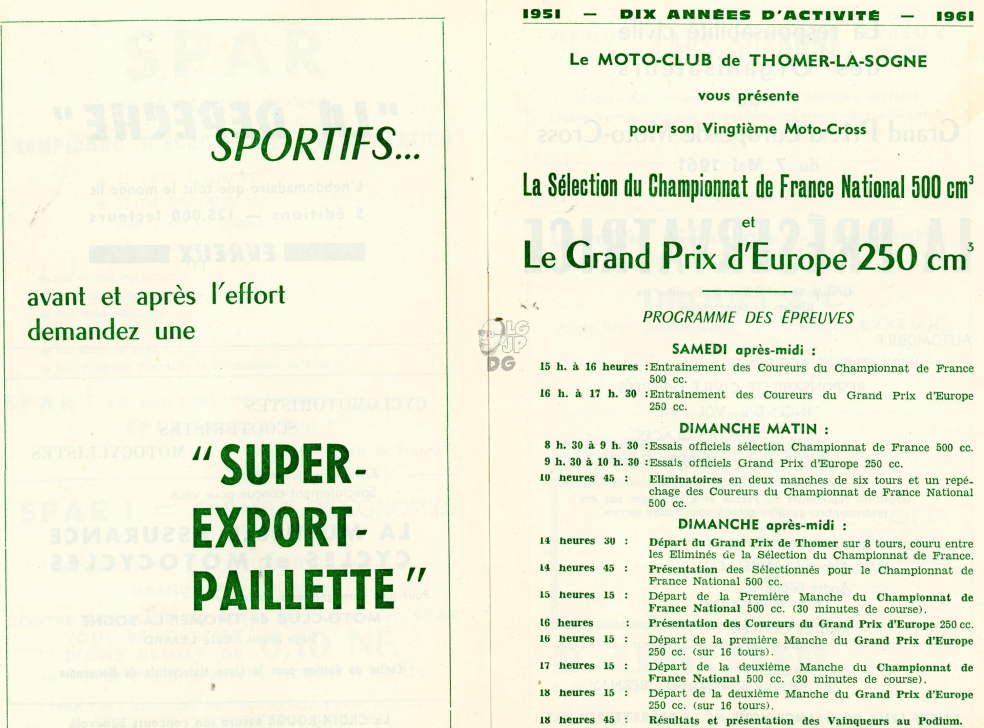 SPORTIFS...
avant et après l'effort
demandez une
" SUPER-
EXPORT-
PAILLETTE "
1951 — DIX ANNÉES D'ACTIVITÉ — 1961
Le MOTO-CLUB de THOMER-LA-SOGNE
vous présente
pour son Vingtième Moto-Cross
La Sélection du Championnat de France National 500 cm³
et
Le Grand Prix d'Europe 250 cm³
PROGRAMME DES ÉPREUVES
SAMEDI après-midi :
15 h. à 16 heures : Entraînement des Coureurs du Championnat de France
500 cc.
16 h. à 17 h. 30 : Entraînement des Coureurs du Grand Prix d'Europe
250 cc.
DIMANCHE MATIN :
8 h. 30 à 9 h. 30 : Essais officiels sélection Championnat de France 500 cc.
9 h. 30 à 10 h. 30 : Essais officiels Grand Prix d'Europe 250 cc.
10 heures 45 : Eliminatoires en deux manches de six tours et un repé-
chage des Coureurs du Championnat de France National
500 cc.
DIMANCHE après-midi :
14 heures 30 : Départ du Grand Prix de Thomer sur 8 tours, couru entre
les Eliminés de la Sélection du Championnat de France.
14 heures 45 : Présentation des Sélectionnés pour le Championnat de
France National 500 cc.
15 heures 15 : Départ de la Première Manche du Championnat de
France National 500 cc. (30 minutes de course).
16 heures : Présentation des Coureurs du Grand Prix d'Europe 250 cc.
16 heures 15 : Départ de la première Manche du Grand Prix d'Europe
250 cc. (sur 16 tours).
17 heures 15 : Départ de la deuxième Manche du Championnat de
France National 500 cc. (30 minutes de course).
18 heures 15 : Départ de la deuxième Manche du Grand Prix d'Europe
250 cc. (sur 16 tours).
18 heures 45 : Résultats et présentation des Vainqueurs au Podium.
LG
JP
DG